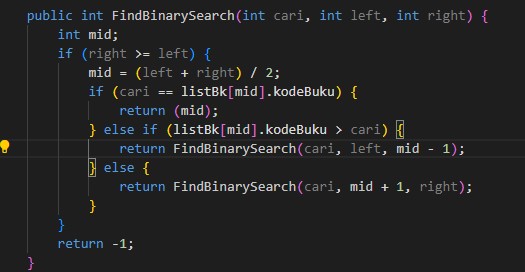 public int FindBinarySearch(int cari, int left, int right) {
    int mid;
    if (right >= left) {
        mid = (left + right) / 2;
        if (cari == listBk[mid].kodeBuku) {
            return (mid);
        } else if (listBk[mid].kodeBuku > cari) {
            return FindBinarySearch(cari, left, mid - 1);
        } else {
            return FindBinarySearch(cari, mid + 1, right);
        }
    }
    return -1;
}